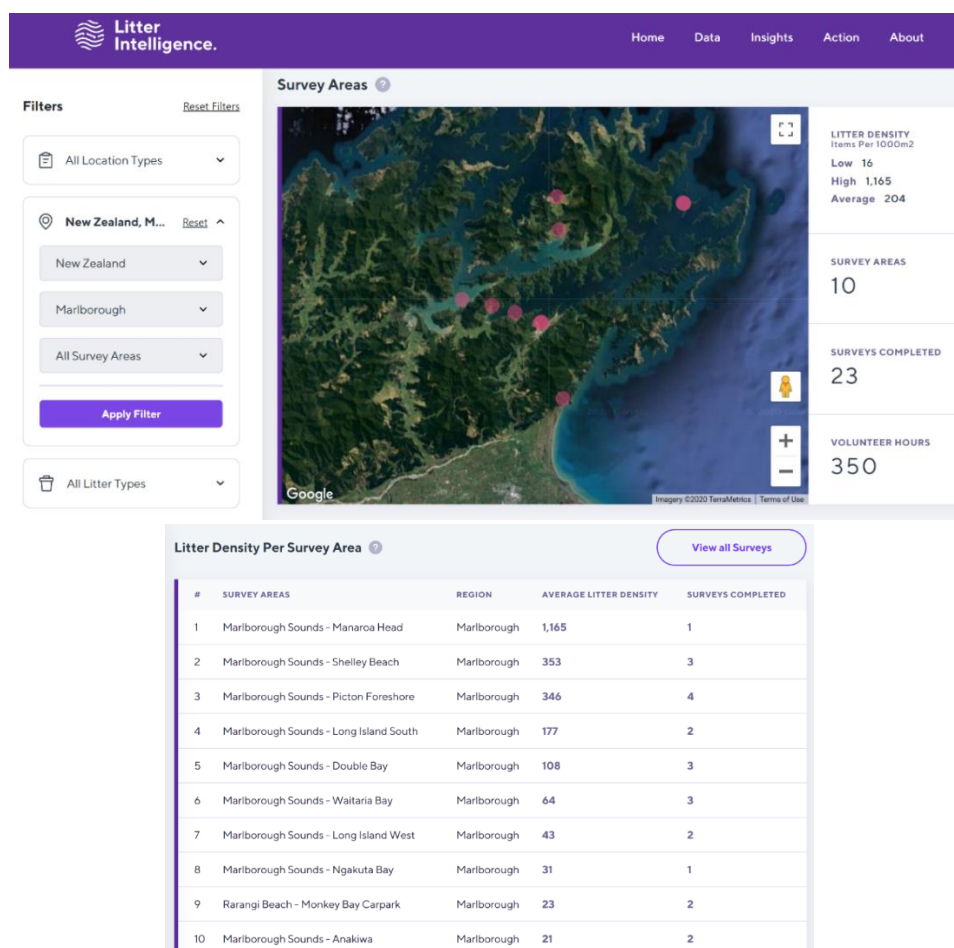 Litter
Intelligence.
Home Data Insights Action About
Filters
Reset Filters
All Location Types
New Zealand, M... Reset
New Zealand
Marlborough
All Survey Areas
Apply Filter
All Litter Types
Survey Areas ?
Google
Imagery ©2020 TerraMetrics Terms of Use
LITTER DENSITY
Items Per 1000m2
Low 16
High 1,165
Average 204
SURVEY AREAS
10
SURVEYS COMPLETED
23
VOLUNTEER HOURS
350
Litter Density Per Survey Area ?
View all Surveys
# SURVEY AREAS REGION AVERAGE LITTER DENSITY SURVEYS COMPLETED
1 Marlborough Sounds - Manaroa Head Marlborough 1,165 1
2 Marlborough Sounds - Shelley Beach Marlborough 353 3
3 Marlborough Sounds - Picton Foreshore Marlborough 346 4
4 Marlborough Sounds - Long Island South Marlborough 177 2
5 Marlborough Sounds - Double Bay Marlborough 108 3
6 Marlborough Sounds - Waitaria Bay Marlborough 64 3
7 Marlborough Sounds - Long Island West Marlborough 43 2
8 Marlborough Sounds - Ngakuta Bay Marlborough 31 1
9 Rarangi Beach - Monkey Bay Carpark Marlborough 23 2
10 Marlborough Sounds - Anakiwa Marlborough 21 2